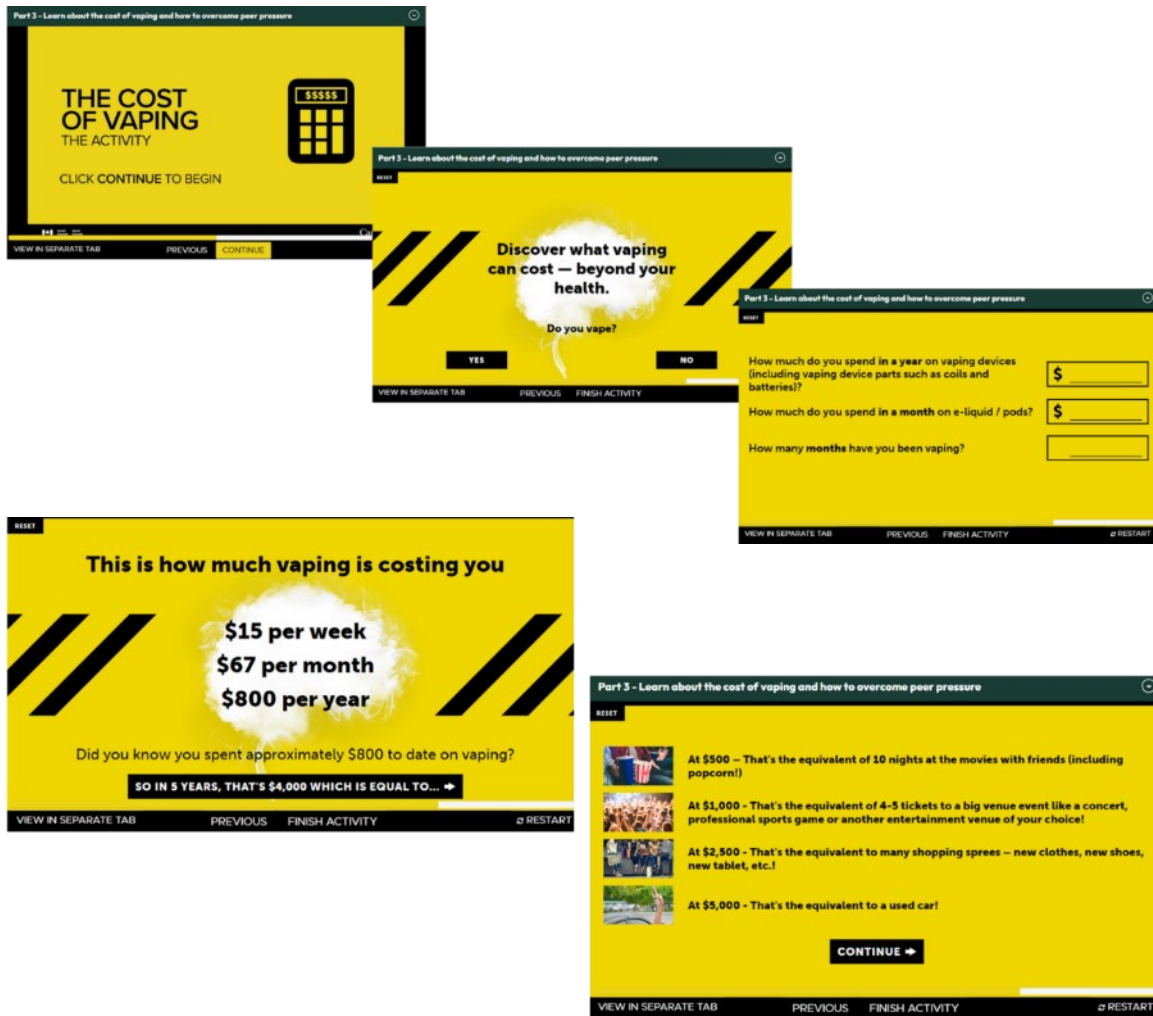 Part 3 - Learn about the cost of vaping and how to overcome peer pressure
$$$$$
THE COST
OF VAPING
THE ACTIVITY
CLICK CONTINUE TO BEGIN
VIEW IN SEPARATE TAB
PREVIOUS
CONTINUE
Part 3 - Learn about the cost of vaping and how to overcome peer pressure
RESET
Discover what vaping
can cost — beyond your
health.
Do you vape?
YES
NO
VIEW IN SEPARATE TAB
PREVIOUS
FINISH ACTIVITY
Part 3 - Learn about the cost of vaping and how to overcome peer pressure
RESET
How much do you spend in a year on vaping devices
(including vaping device parts such as coils and
batteries)?
$
How much do you spend in a month on e-liquid / pods?
$
How many months have you been vaping?
VIEW IN SEPARATE TAB
PREVIOUS
FINISH ACTIVITY
RESTART
RESET
This is how much vaping is costing you
$15 per week
$67 per month
$800 per year
Did you know you spent approximately $800 to date on vaping?
SO IN 5 YEARS, THAT'S $4,000 WHICH IS EQUAL TO...
VIEW IN SEPARATE TAB
PREVIOUS
FINISH ACTIVITY
RESTART
Part 3 - Learn about the cost of vaping and how to overcome peer pressure
RESET
At $500 – That's the equivalent of 10 nights at the movies with friends (including
popcorn!)
At $1,000 - That's the equivalent of 4-5 tickets to a big venue event like a concert,
professional sports game or another entertainment venue of your choice!
At $2,500 - That's the equivalent to many shopping sprees – new clothes, new shoes,
new tablet, etc.!
At $5,000 - That's the equivalent to a used car!
CONTINUE
VIEW IN SEPARATE TAB
PREVIOUS
FINISH ACTIVITY
RESTART